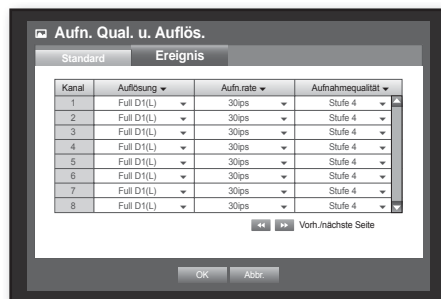 Aufn. Qual. u. Auflös.
Standard Ereignis
Kanal Auflösung Aufn.rate Aufnahmequalität
1 Full D1(L) 30ips Stufe 4
2 Full D1(L) 30ips Stufe 4
3 Full D1(L) 30ips Stufe 4
4 Full D1(L) 30ips Stufe 4
5 Full D1(L) 30ips Stufe 4
6 Full D1(L) 30ips Stufe 4
7 Full D1(L) 30ips Stufe 4
8 Full D1(L) 30ips Stufe 4
Vorh./nächste Seite
OK Abbr.